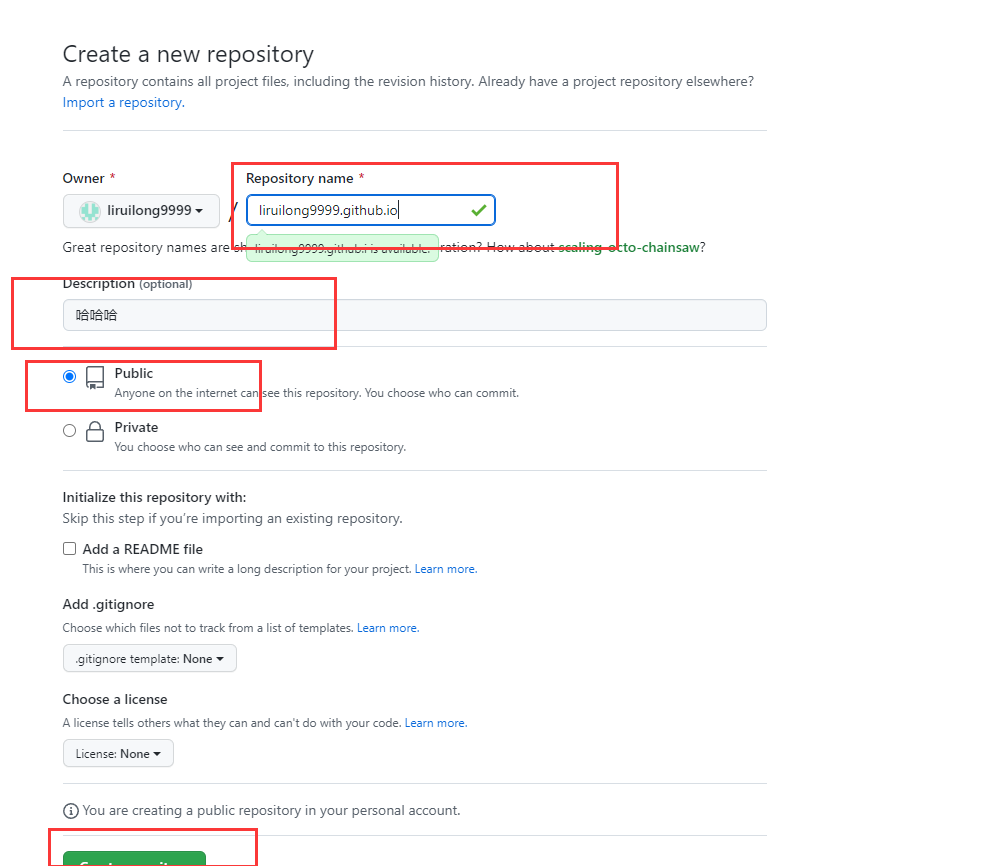 Create a new repository
A repository contains all project files, including the revision history. Already have a project repository elsewhere?
Import a repository.
Owner *
Repository name *
liruilong9999
/
liruilong9999.github.io
Great repository names are sh
liruilong9999.github.i is available.
ration? How about scaling-octo-chainsaw?
Description (optional)
哈哈哈
Public
Anyone on the internet can see this repository. You choose who can commit.
Private
You choose who can see and commit to this repository.
Initialize this repository with:
Skip this step if you're importing an existing repository.
Add a README file
This is where you can write a long description for your project. Learn more.
Add .gitignore
Choose which files not to track from a list of templates. Learn more.
.gitignore template: None
Choose a license
A license tells others what they can and can't do with your code. Learn more.
License: None
You are creating a public repository in your personal account.